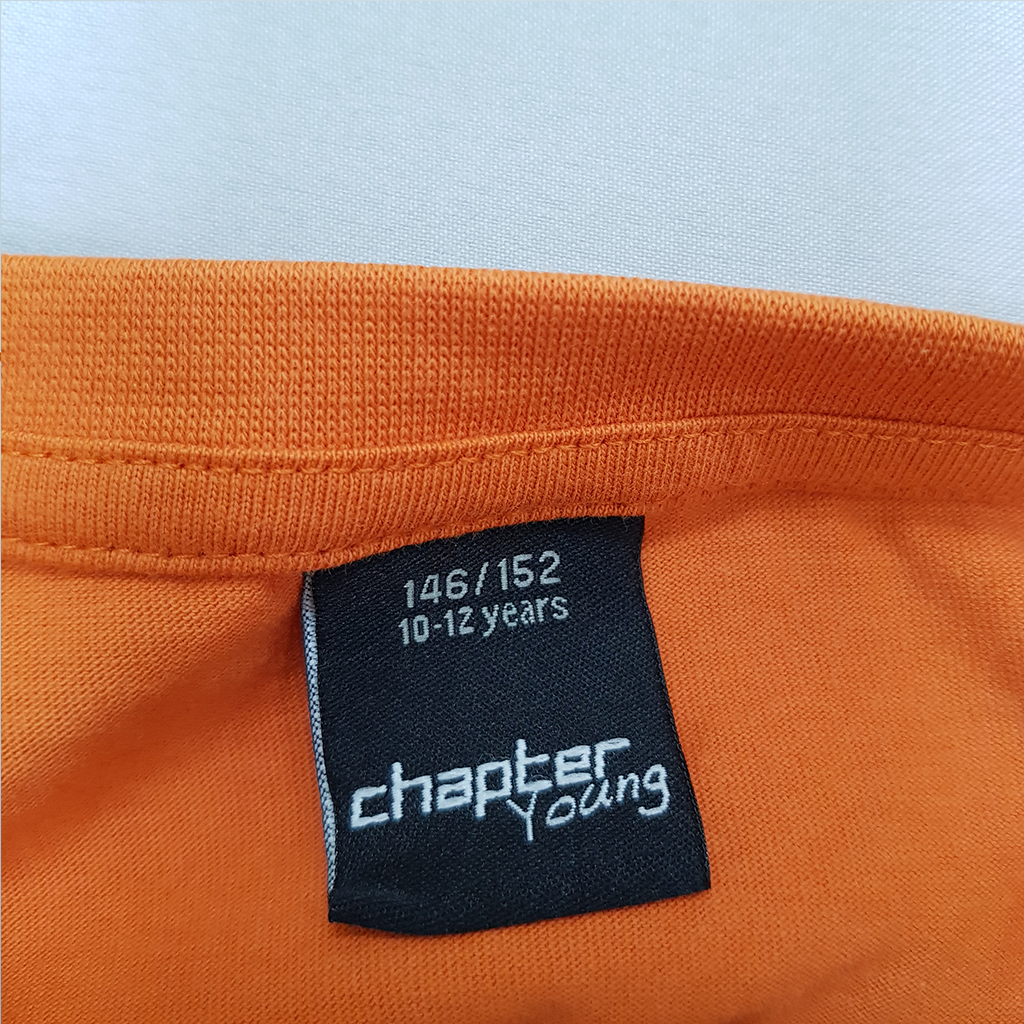 146/152
10-12 years
chapter
Young